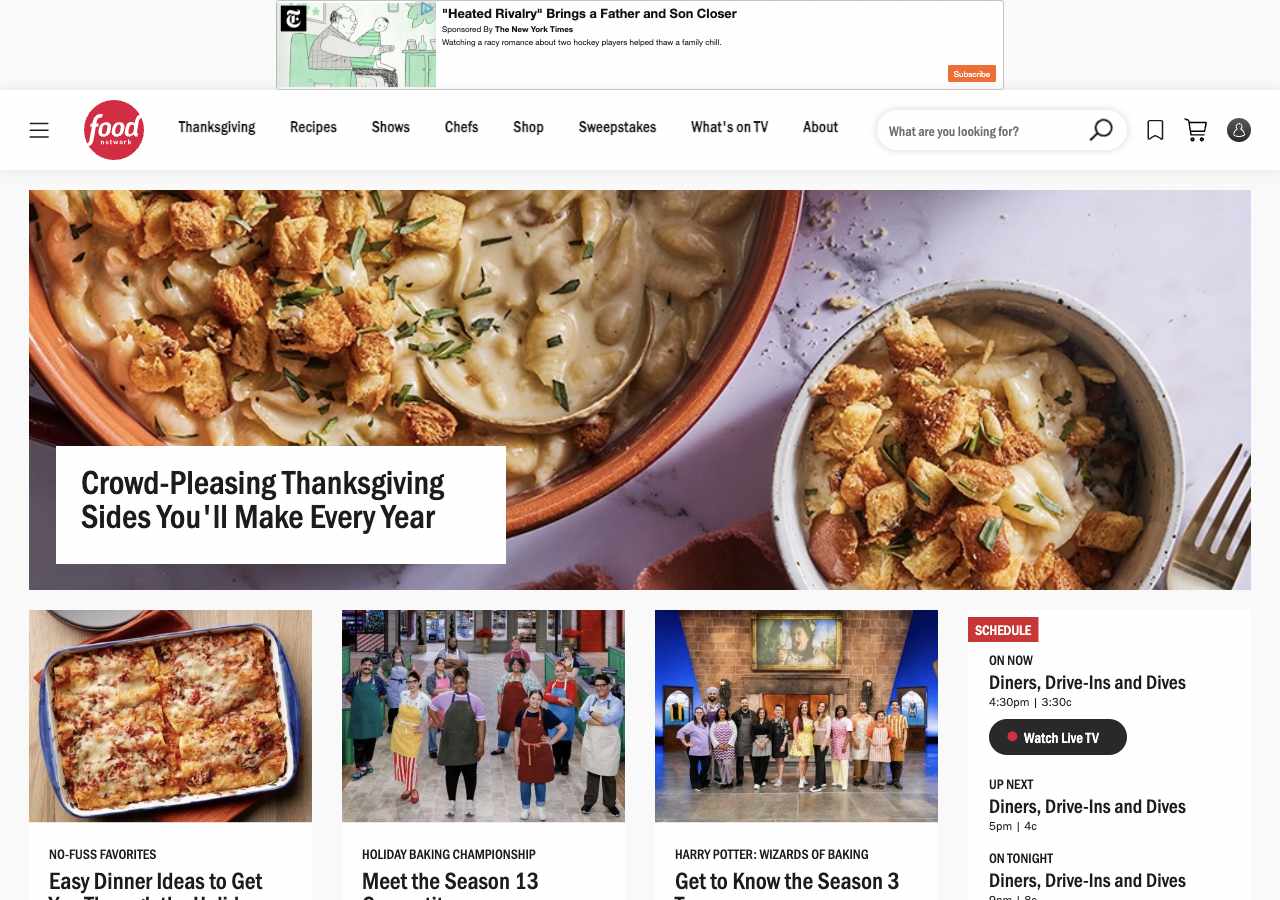 "Heated Rivalry" Brings a Father and Son Closer
Sponsored By The New York Times
Watching a racy romance about two hockey players helped thaw a family chill.
Subscribe
food
network
Thanksgiving
Recipes
Shows
Chefs
Shop
Sweepstakes
What's on TV
About
What are you looking for?
Crowd-Pleasing Thanksgiving
Sides You'll Make Every Year
NO-FUSS FAVORITES
Easy Dinner Ideas to Get
HOLIDAY BAKING CHAMPIONSHIP
Meet the Season 13
HARRY POTTER: WIZARDS OF BAKING
Get to Know the Season 3
SCHEDULE
ON NOW
Diners, Drive-Ins and Dives
4:30pm | 3:30c
Watch Live TV
UP NEXT
Diners, Drive-Ins and Dives
5pm | 4c
ON TONIGHT
Diners, Drive-Ins and Dives
9pm | 8c